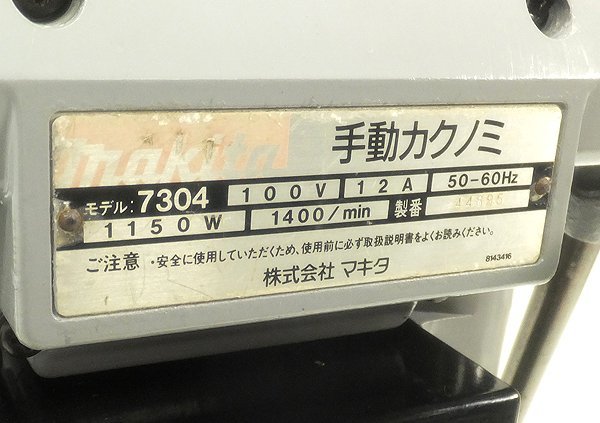 makita 手動カクノミ
モデル: 7304 100V 12A 50-60Hz
1150W 1400/min 製番
ご注意 ・安全に使用していただくため、使用前に必ず取扱説明書をよくお読みください。
株式会社 マキタ 8143416